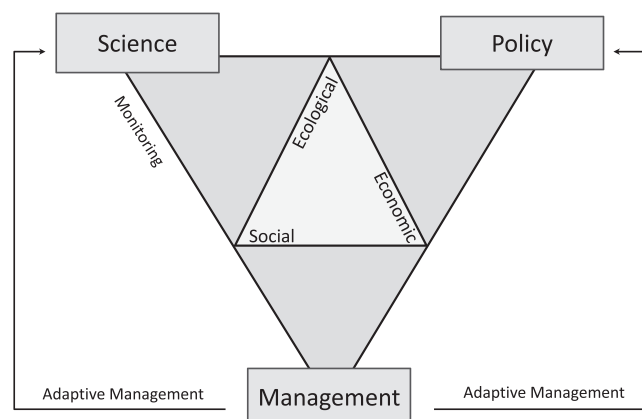 Science
Policy
Monitoring
Ecological
Economic
Social
Adaptive Management
Management
Adaptive Management